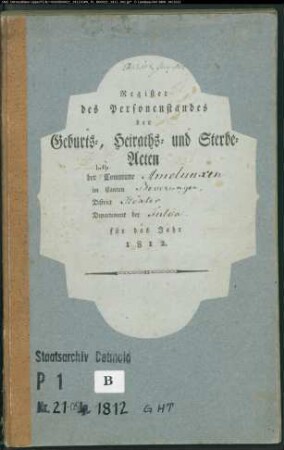 Register
des Personenstandes
der
Geburts-, Heiraths- und Sterbe-
Acten
der Commune Amelunxen
im Canton Beverungen
District Höxter
Departement der Fulda
für das Jahr
1812.
Staatsarchiv Detmold
P 1 B
Nr. 21 1812 GHT